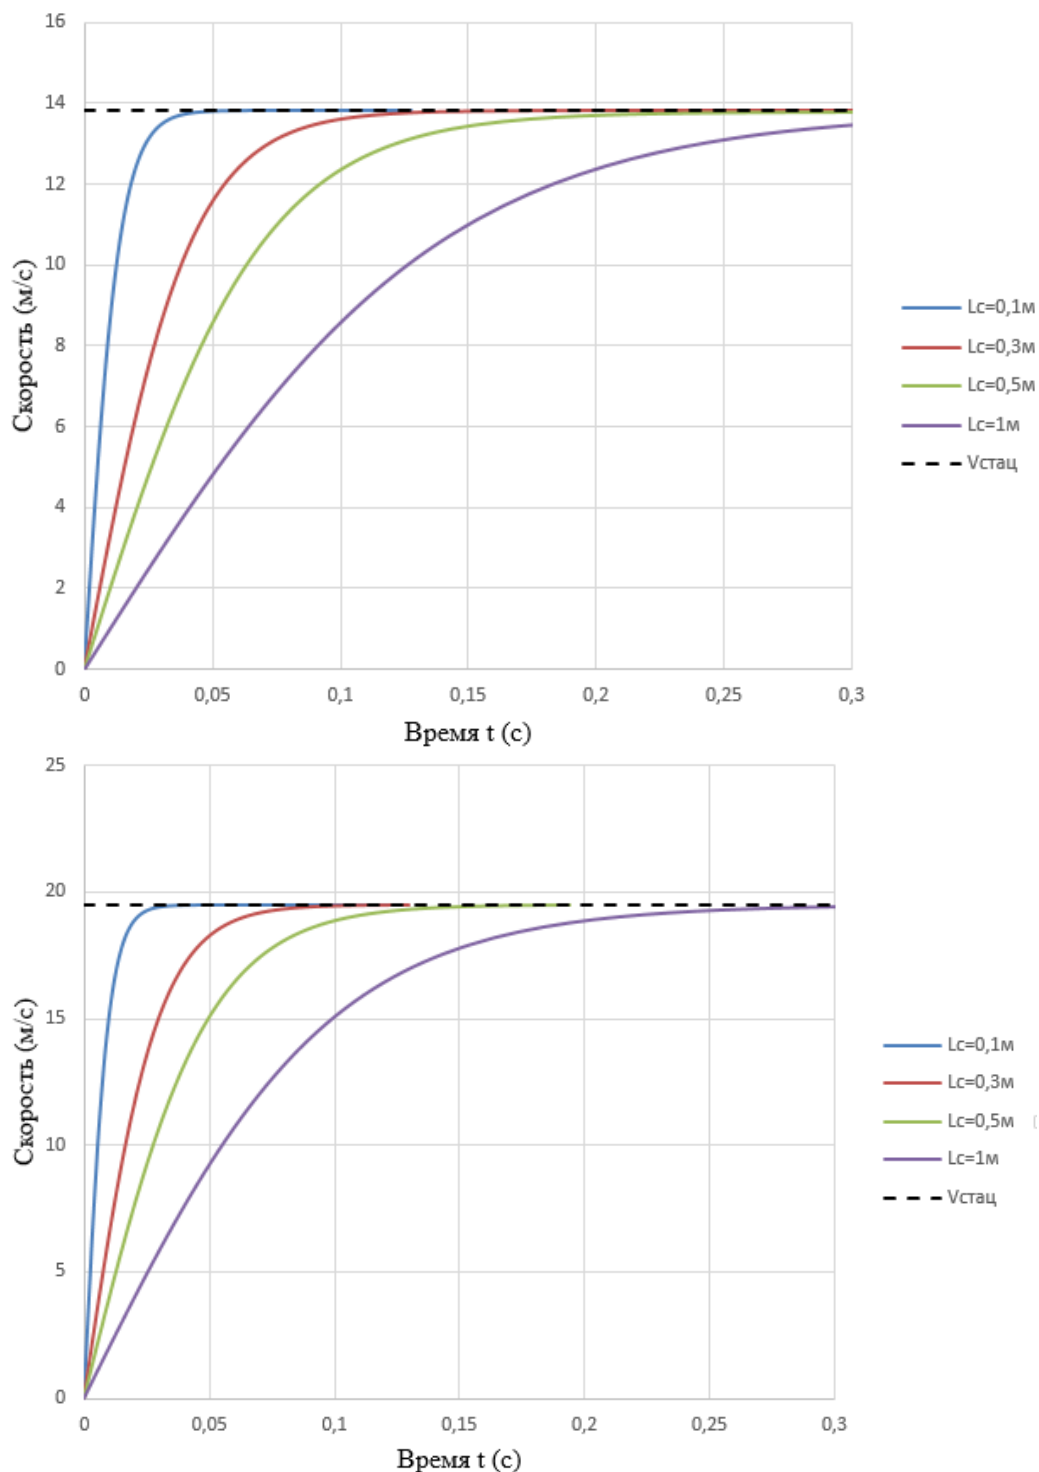 16
14
12
10
8
6
4
2
0
0 0,05 0,1 0,15 0,2 0,25 0,3
Скорость (м/с)
Время t (с)
Lc=0,1м
Lc=0,3м
Lc=0,5м
Lc=1м
Vстац
25
20
15
10
5
0
0 0,05 0,1 0,15 0,2 0,25 0,3
Скорость (м/с)
Время t (с)
Lc=0,1м
Lc=0,3м
Lc=0,5м
Lc=1м
Vстац